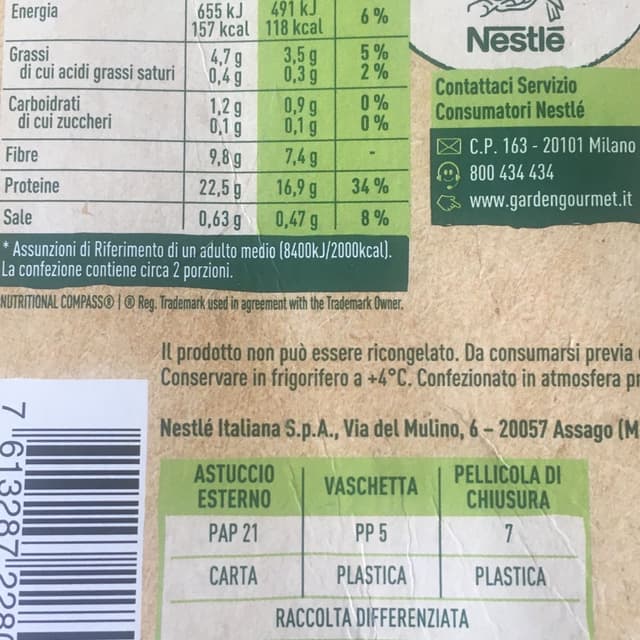 Energia 655 kJ 491 kJ 6 %
157 kcal 118 kcal
Grassi 4,7 g 3,5 g 5 %
di cui acidi grassi saturi 0,4 g 0,3 g 2 %
Carboidrati 1,2 g 0,9 g 0 %
di cui zuccheri 0,1 g 0,1 g 0 %
Fibre 9,8 g 7,4 g -
Proteine 22,5 g 16,9 g 34 %
Sale 0,63 g 0,47 g 8 %
* Assunzioni di Riferimento di un adulto medio (8400kJ/2000kcal).
La confezione contiene circa 2 porzioni.
NUTRITIONAL COMPASS® | ® Reg. Trademark used in agreement with the Trademark Owner.
Nestlé
Contattaci Servizio
Consumatori Nestlé
C.P. 163 - 20101 Milano
800 434 434
www.gardengourmet.it
Il prodotto non può essere ricongelato. Da consumarsi previa
Conservare in frigorifero a +4°C. Confezionato in atmosfera pr
Nestlé Italiana S.p.A., Via del Mulino, 6 - 20057 Assago (M
ASTUCCIO ESTERNO VASCHETTA PELLICOLA DI CHIUSURA
PAP 21 PP 5 7
CARTA PLASTICA PLASTICA
RACCOLTA DIFFERENZIATA
7 613287 228